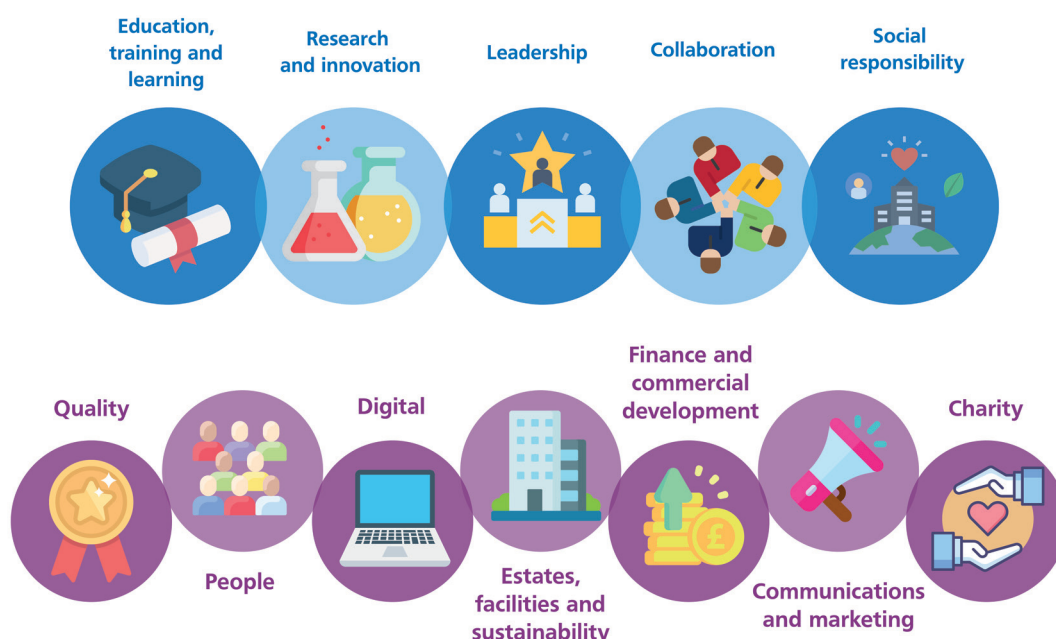 Education,
training and
learning
Research
and innovation
Leadership
Collaboration
Social
responsibility
Quality
People
Digital
Estates,
facilities and
sustainability
Finance and
commercial
development
£
Communications
and marketing
Charity